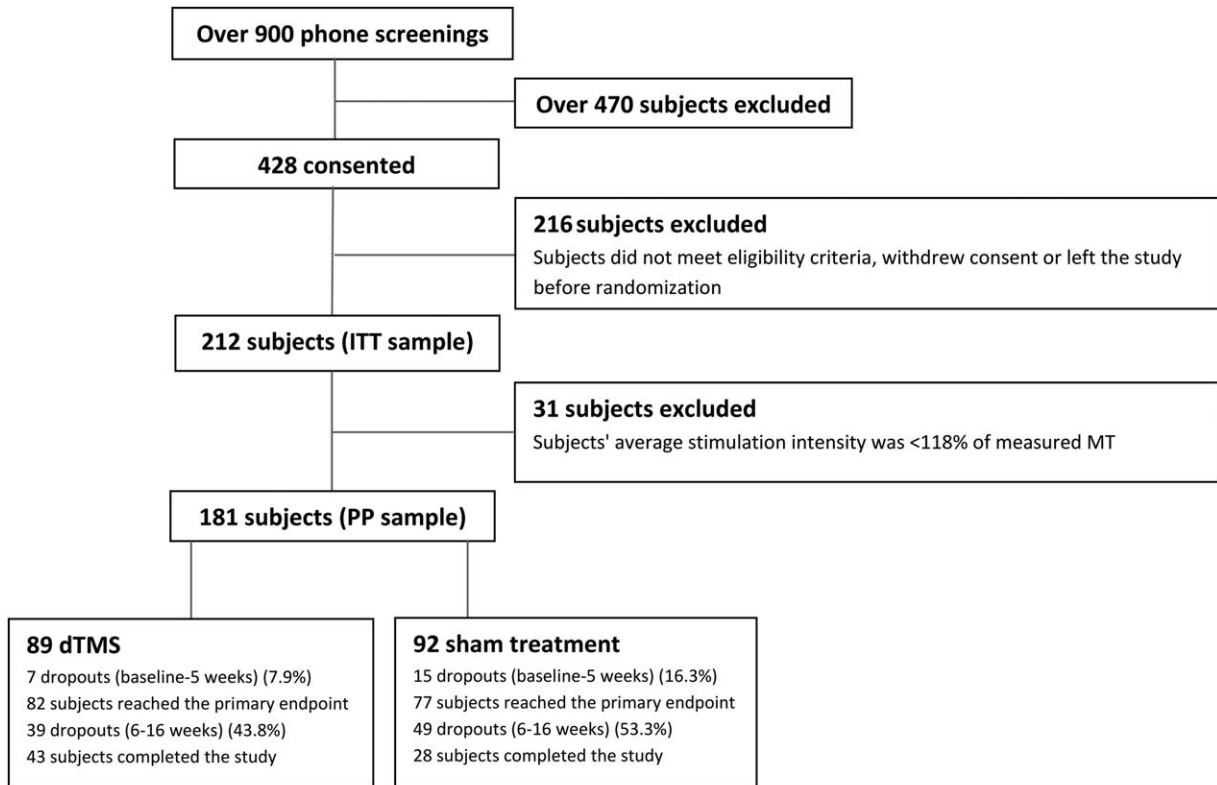 Over 900 phone screenings
Over 470 subjects excluded
428 consented
216 subjects excluded
Subjects did not meet eligibility criteria, withdrew consent or left the study
before randomization
212 subjects (ITT sample)
31 subjects excluded
Subjects' average stimulation intensity was <118% of measured MT
181 subjects (PP sample)
89 dTMS
7 dropouts (baseline-5 weeks) (7.9%)
82 subjects reached the primary endpoint
39 dropouts (6-16 weeks) (43.8%)
43 subjects completed the study
92 sham treatment
15 dropouts (baseline-5 weeks) (16.3%)
77 subjects reached the primary endpoint
49 dropouts (6-16 weeks) (53.3%)
28 subjects completed the study